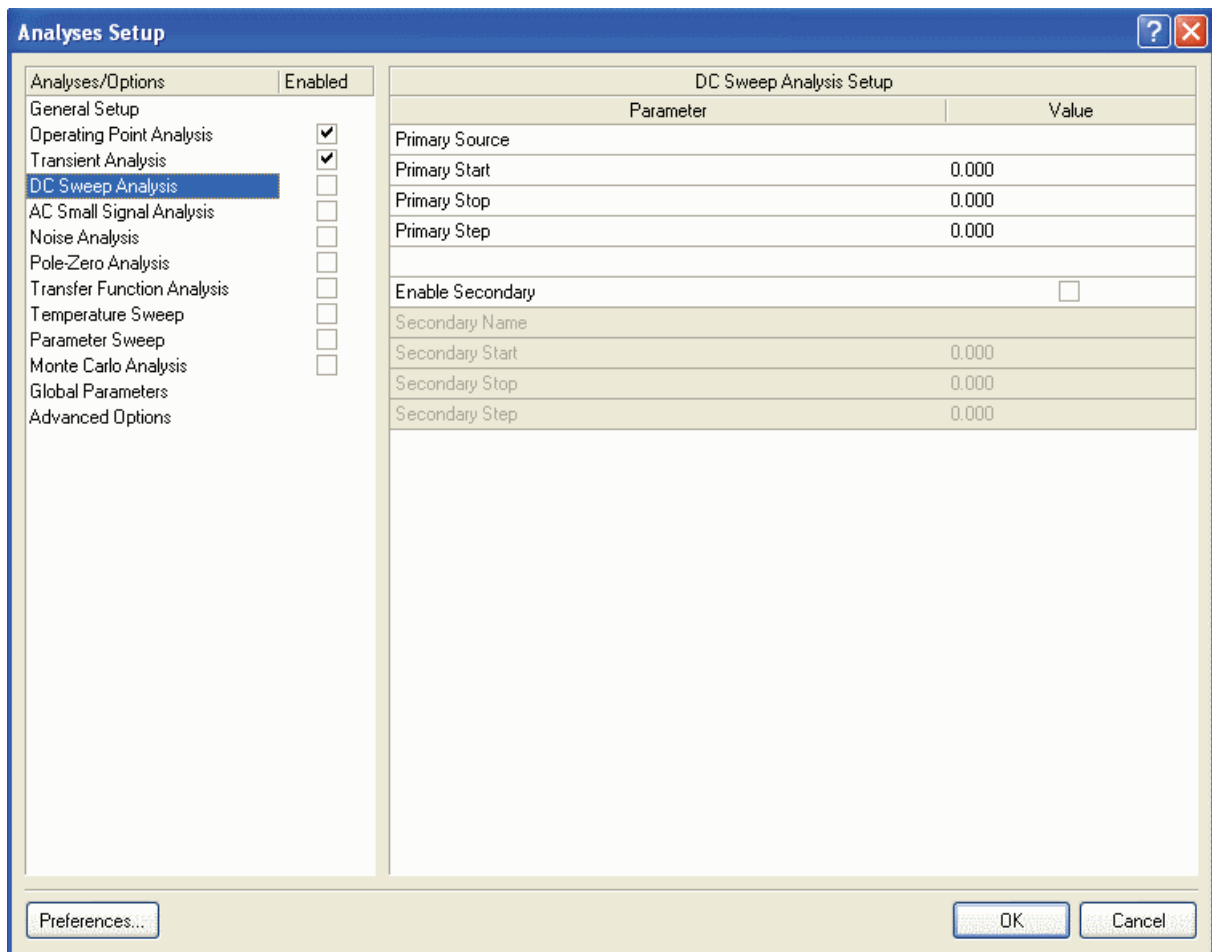 Analyses Setup
Analyses/Options Enabled
General Setup
Operating Point Analysis
Transient Analysis
DC Sweep Analysis
AC Small Signal Analysis
Noise Analysis
Pole-Zero Analysis
Transfer Function Analysis
Temperature Sweep
Parameter Sweep
Monte Carlo Analysis
Global Parameters
Advanced Options
DC Sweep Analysis Setup
Parameter Value
Primary Source
Primary Start 0.000
Primary Stop 0.000
Primary Step 0.000
Enable Secondary
Secondary Name
Secondary Start 0.000
Secondary Stop 0.000
Secondary Step 0.000
Preferences... OK Cancel